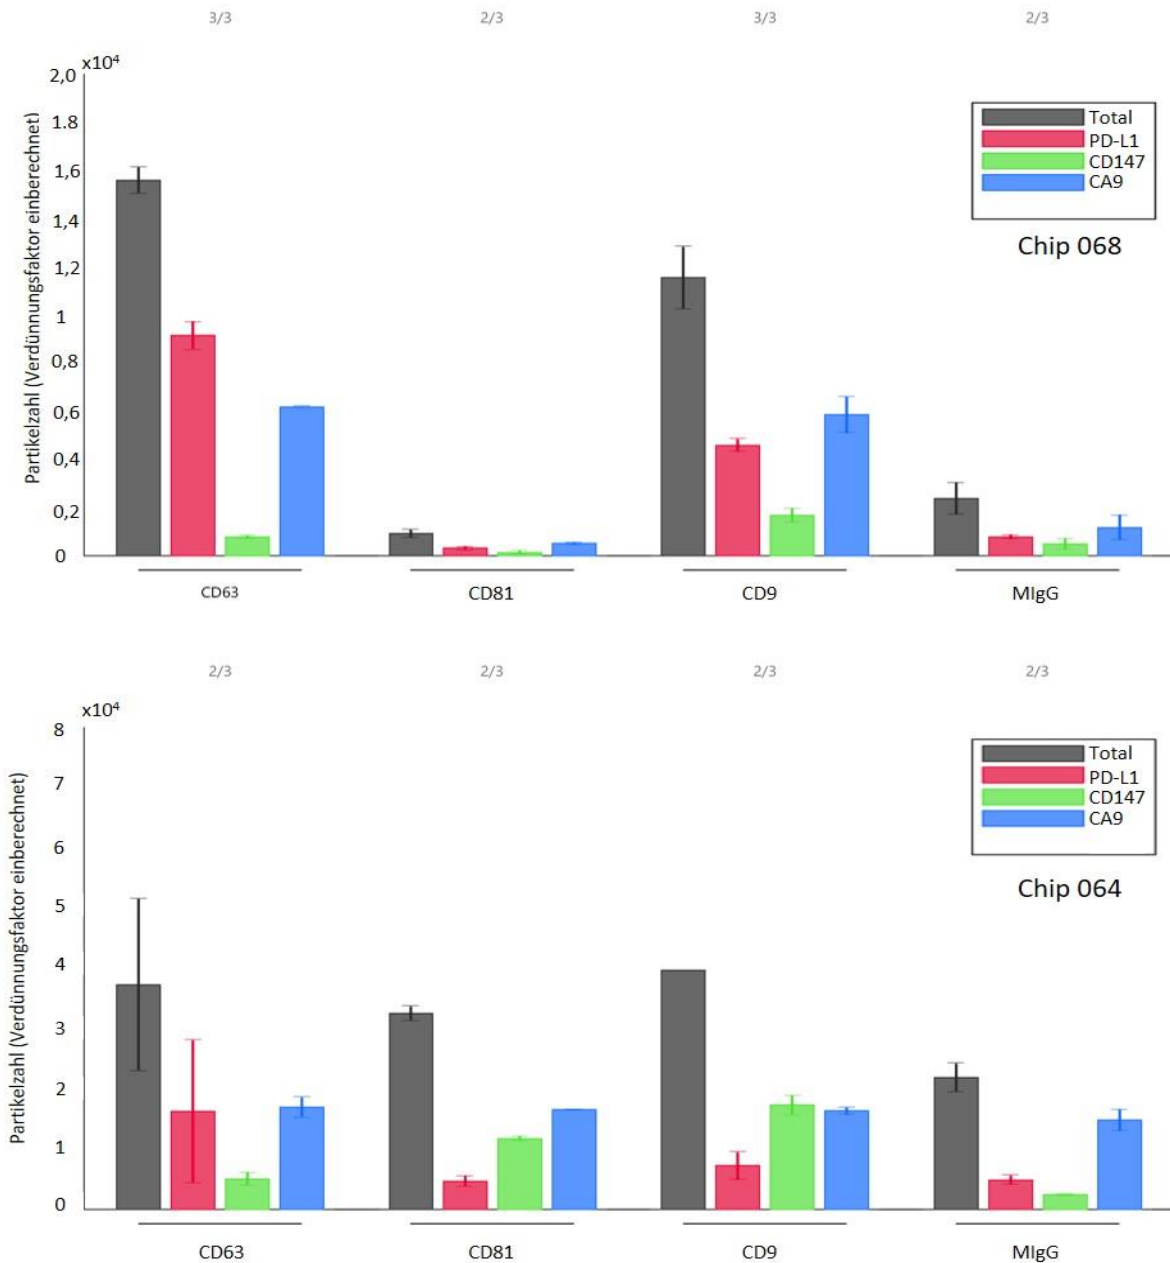 3/3 2/3 3/3 2/3
x10⁴
2,0
1.8
1,6
1,4
1,2
1
0,8
0,6
0,4
0,2
0
Partikelzahl (Verdünnungsfaktor einberechnet)
Total
PD-L1
CD147
CA9
Chip 068
CD63 CD81 CD9 MIgG
2/3 2/3 2/3 2/3
x10⁴
8
7
6
5
4
3
2
1
0
Partikelzahl (Verdünnungsfaktor einberechnet)
Total
PD-L1
CD147
CA9
Chip 064
CD63 CD81 CD9 MIgG